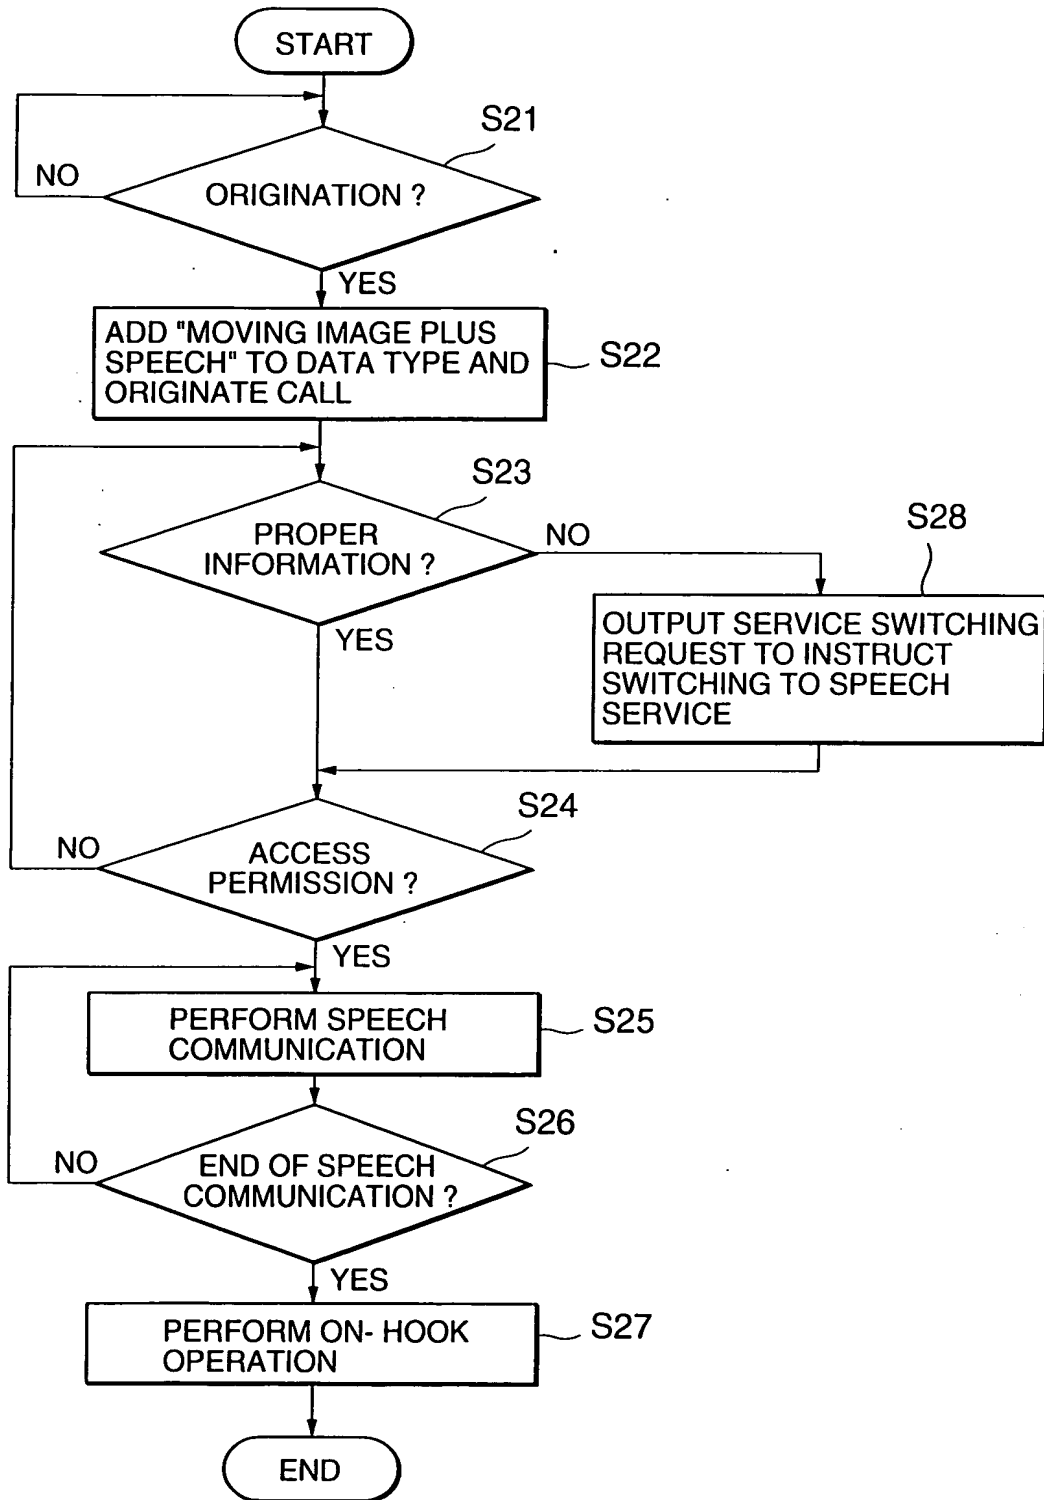 START
S21
NO
ORIGINATION ?
YES
ADD "MOVING IMAGE PLUS
SPEECH" TO DATA TYPE AND
ORIGINATE CALL
S22
S23
PROPER
INFORMATION ?
NO
YES
S28
OUTPUT SERVICE SWITCHING
REQUEST TO INSTRUCT
SWITCHING TO SPEECH
SERVICE
S24
NO
ACCESS
PERMISSION ?
YES
PERFORM SPEECH
COMMUNICATION
S25
S26
NO
END OF SPEECH
COMMUNICATION ?
YES
PERFORM ON- HOOK
OPERATION
S27
END